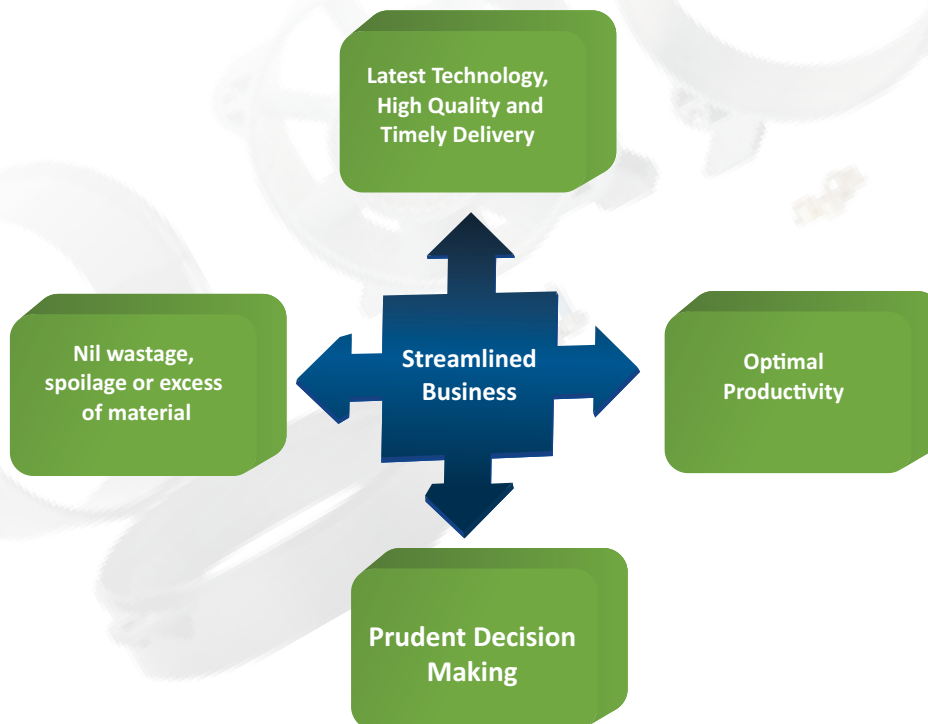 Latest Technology,
High Quality and
Timely Delivery
Nil wastage,
spoilage or excess
of material
Streamlined
Business
Optimal
Productivity
Prudent Decision
Making